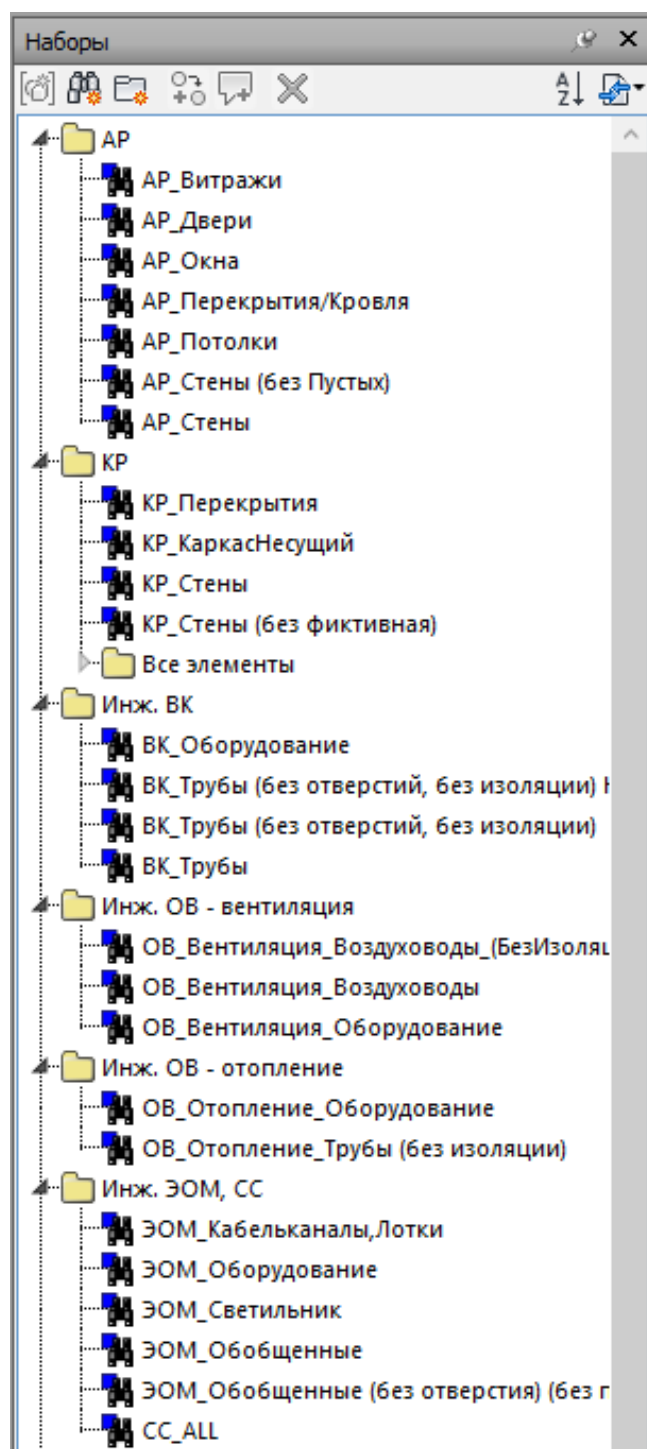 Наборы
АР
АР_Витражи
АР_Двери
АР_Окна
АР_Перекрытия/Кровля
АР_Потолки
АР_Стены (без Пустых)
АР_Стены
КР
КР_Перекрытия
КР_КаркасНесущий
КР_Стены
КР_Стены (без фиктивная)
Все элементы
Инж. ВК
ВК_Оборудование
ВК_Трубы (без отверстий, без изоляции)
ВК_Трубы (без отверстий, без изоляции)
ВК_Трубы
Инж. ОВ - вентиляция
ОВ_Вентиляция_Воздуховоды_(БезИзоляц
ОВ_Вентиляция_Воздуховоды
ОВ_Вентиляция_Оборудование
Инж. ОВ - отопление
ОВ_Отопление_Оборудование
ОВ_Отопление_Трубы (без изоляции)
Инж. ЭОМ, СС
ЭОМ_Кабельканалы,Лотки
ЭОМ_Оборудование
ЭОМ_Светильник
ЭОМ_Обобщенные
ЭОМ_Обобщенные (без отверстия) (без г
СС_ALL